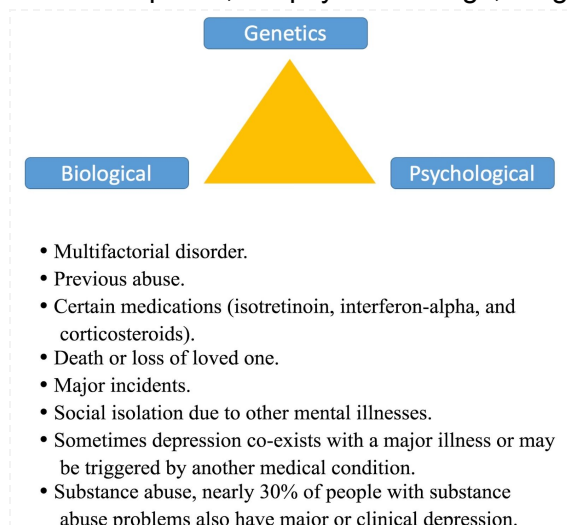 Genetics
Biological
Psychological
• Multifactorial disorder.
• Previous abuse.
• Certain medications (isotretinoin, interferon-alpha, and
corticosteroids).
• Death or loss of loved one.
• Major incidents.
• Social isolation due to other mental illnesses.
• Sometimes depression co-exists with a major illness or may
be triggered by another medical condition.
• Substance abuse, nearly 30% of people with substance
abuse problems also have major or clinical depression.